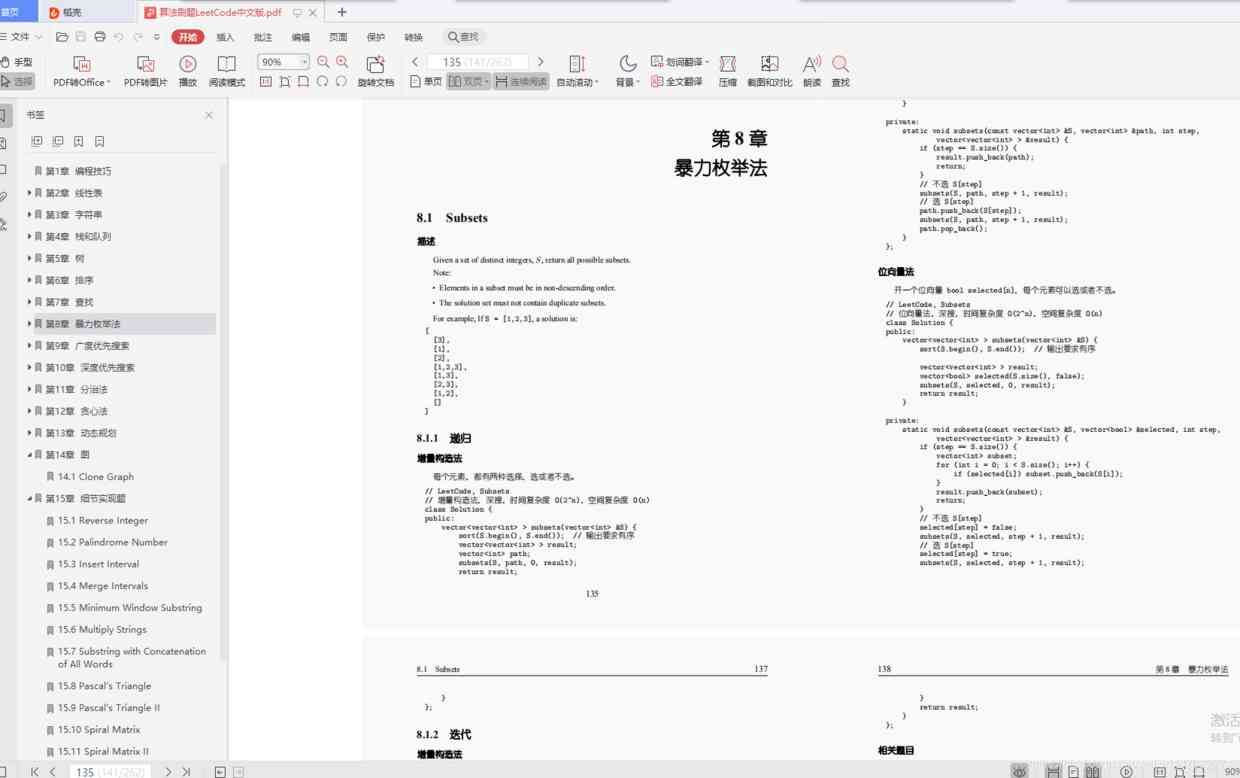 首页
稻壳
算法刷题LeetCode中文版.pdf
文件
开始
插入
批注
编辑
页面
保护
转换
查找
手型
选择
PDF转Office
PDF转图片
播放
阅读模式
90%
旋转文档
135 (141/262)
单页
双页
连续阅读
自动滚动
背景
划词翻译
全文翻译
压缩
截图和对比
朗读
查找
书签
第1章 编程技巧
第2章 线性表
第3章 字符串
第4章 栈和队列
第5章 树
第6章 排序
第7章 查找
第8章 暴力枚举法
第9章 广度优先搜索
第10章 深度优先搜索
第11章 分治法
第12章 贪心法
第13章 动态规划
第14章 图
14.1 Clone Graph
第15章 细节实现题
15.1 Reverse Integer
15.2 Palindrome Number
15.3 Insert Interval
15.4 Merge Intervals
15.5 Minimum Window Substring
15.6 Multiply Strings
15.7 Substring with Concatenation
of All Words
15.8 Pascal's Triangle
15.9 Pascal's Triangle II
15.10 Spiral Matrix
15.11 Spiral Matrix II
第 8 章
暴力枚举法
8.1 Subsets
描述
Given a set of distinct integers, S, return all possible subsets.
Note:
• Elements in a subset must be in non-descending order.
• The solution set must not contain duplicate subsets.
For example, If S = [1,2,3], a solution is:
[
[3],
[1],
[2],
[1,2,3],
[1,3],
[2,3],
[1,2],
[]
]
8.1.1 递归
增量构造法
每个元素，都有两种选择，选或者不选。
// LeetCode, Subsets
// 增量构造法，深搜，时间复杂度 O(2^n)，空间复杂度 O(n)
class Solution {
public:
vector<vector<int> > subsets(vector<int> &S) {
sort(S.begin(), S.end()); // 输出要求有序
vector<vector<int> > result;
vector<int> path;
subsets(S, path, 0, result);
return result;
135
}
private:
static void subsets(const vector<int> &S, vector<int> &path, int step,
vector<vector<int> > &result) {
if (step == S.size()) {
result.push_back(path);
return;
}
// 不选 S[step]
subsets(S, path, step + 1, result);
// 选 S[step]
path.push_back(S[step]);
subsets(S, path, step + 1, result);
path.pop_back();
}
};
位向量法
开一个位向量 bool selected[n]，每个元素可以选或者不选。
// LeetCode, Subsets
// 位向量法，深搜，时间复杂度 O(2^n)，空间复杂度 O(n)
class Solution {
public:
vector<vector<int> > subsets(vector<int> &S) {
sort(S.begin(), S.end()); // 输出要求有序
vector<vector<int> > result;
vector<bool> selected(S.size(), false);
subsets(S, selected, 0, result);
return result;
}
private:
static void subsets(const vector<int> &S, vector<bool> &selected, int step,
vector<vector<int> > &result) {
if (step == S.size()) {
vector<int> subset;
for (int i = 0; i < S.size(); i++) {
if (selected[i]) subset.push_back(S[i]);
}
result.push_back(subset);
return;
}
// 不选 S[step]
selected[step] = false;
subsets(S, selected, step + 1, result);
// 选 S[step]
selected[step] = true;
subsets(S, selected, step + 1, result);
8.1 Subsets 137
}
};
8.1.2 迭代
增量构造法
138 第 8 章 暴力枚举法
}
return result;
}
};
相关题目
激活
转到"
135 (141/262)
90%